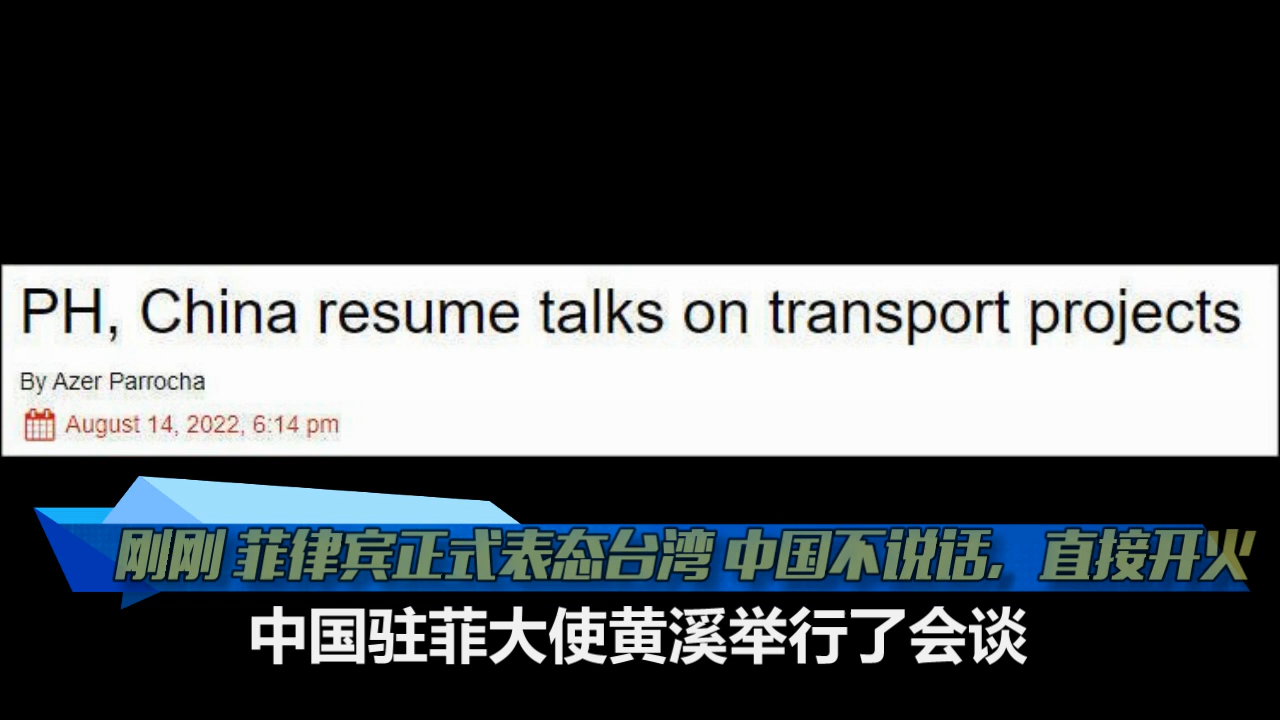 PH, China resume talks on transport projects
By Azer Parrocha
August 14, 2022, 6:14 pm
刚刚 菲律宾正式表态台湾 中国不说话，直接开火
中国驻菲大使黄溪举行了会谈